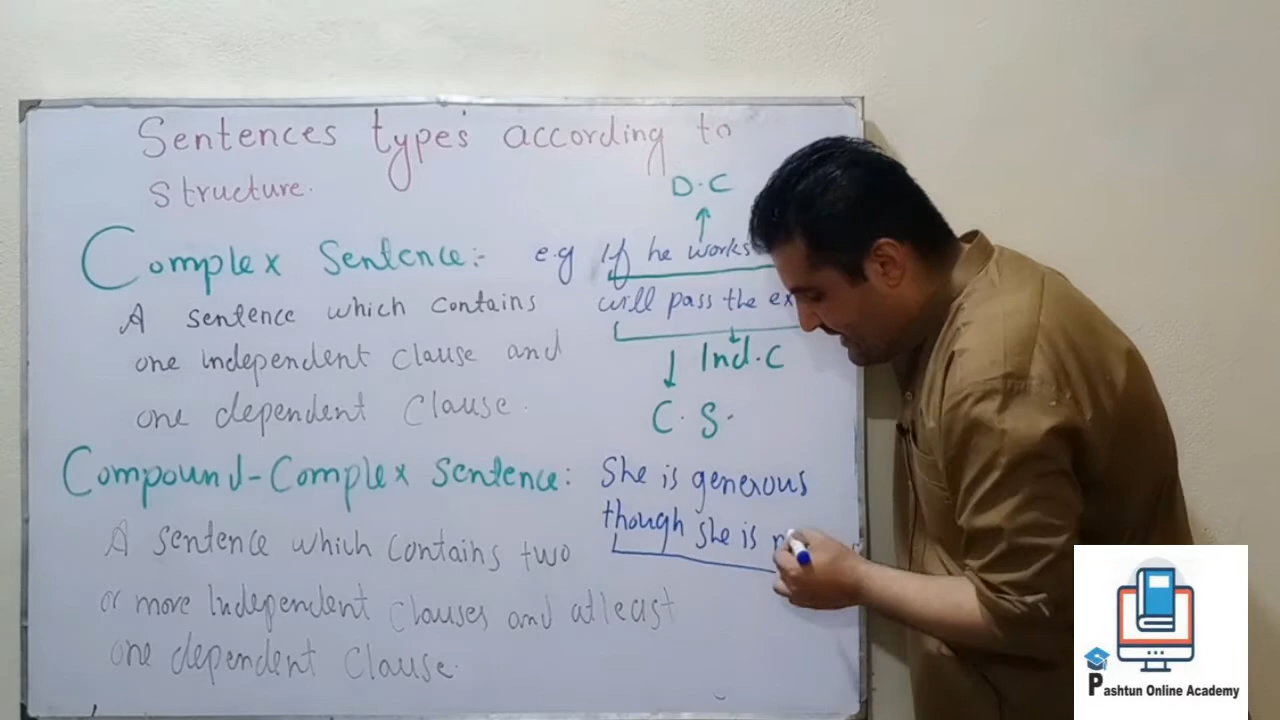 Sentences types according to
structure.
D.C
Complex Sentence:- e.g If he works
A sentence which contains
will pass the ex
one independent clause and
Ind.C
one dependent clause.
C.S.
Compound-Complex Sentence:
She is generous
though she is
A sentence which contains two
or more independent clauses and atleast
one dependent clause.
Pashtun Online Academy